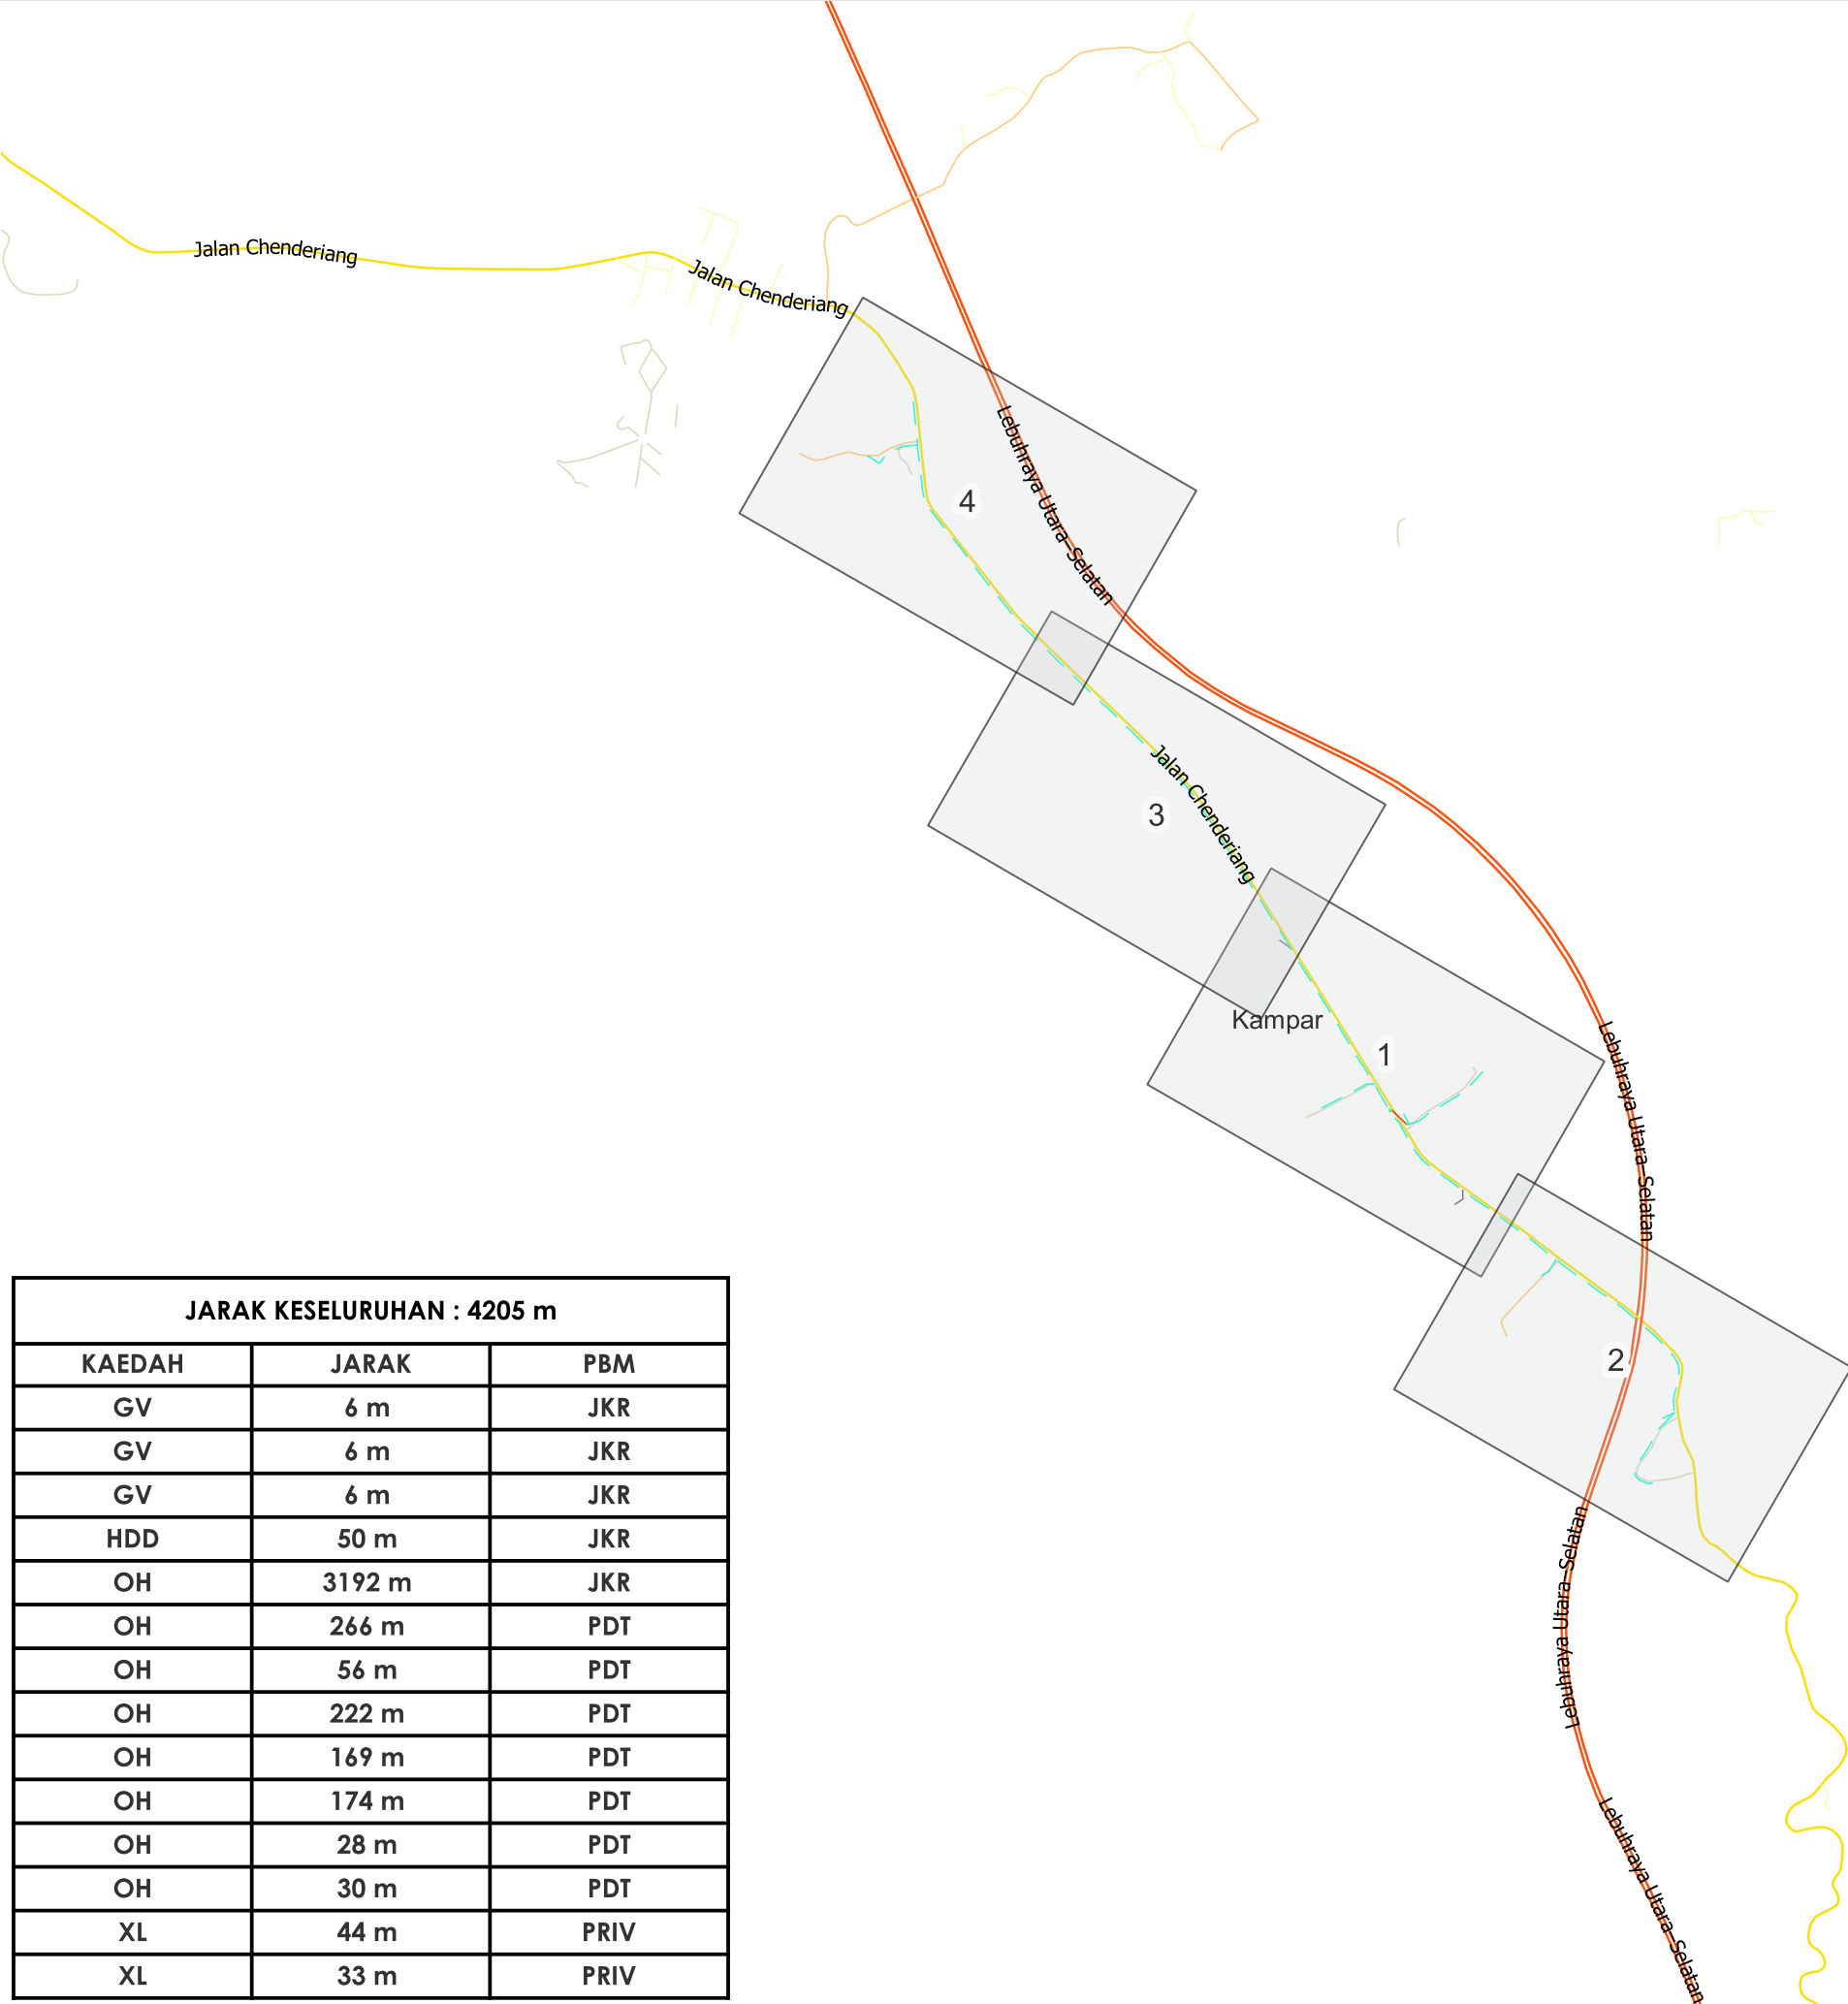 Jalan Chenderiang
Jalan Chenderiang
Lebuhraya Utara–Selatan
4
Jalan Chenderiang
3
Kampar
1
Lebuhraya Utara–Selatan
2
Lebuhraya Utara–Selatan
Lebuhraya Utara–Selatan
JARAK KESELURUHAN : 4205 m
KAEDAH JARAK PBM
GV 6 m JKR
GV 6 m JKR
GV 6 m JKR
HDD 50 m JKR
OH 3192 m JKR
OH 266 m PDT
OH 56 m PDT
OH 222 m PDT
OH 169 m PDT
OH 174 m PDT
OH 28 m PDT
OH 30 m PDT
XL 44 m PRIV
XL 33 m PRIV